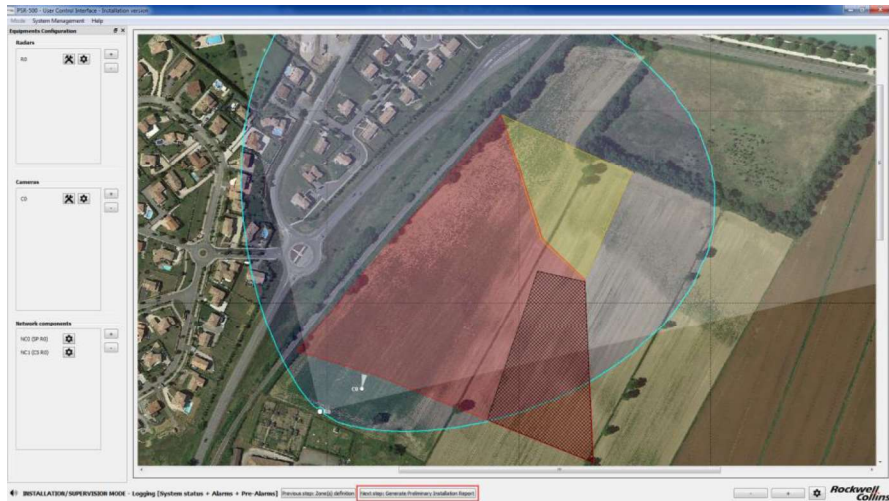 PSR-500 - User Control Interface - Installation version
Mode System Management Help
Equipments Configuration
Radars
R0
+
-
Cameras
C0
+
-
Network components
NC0 (SP R0)
NC1 (CS R0)
+
-
C0
R0
INSTALLATION/SUPERVISION MODE - Logging [System status + Alarms + Pre-Alarms]
Previous step: Zone(s) definition
Next step: Generate Preliminary Installation Report
-
+
Rockwell
Collins